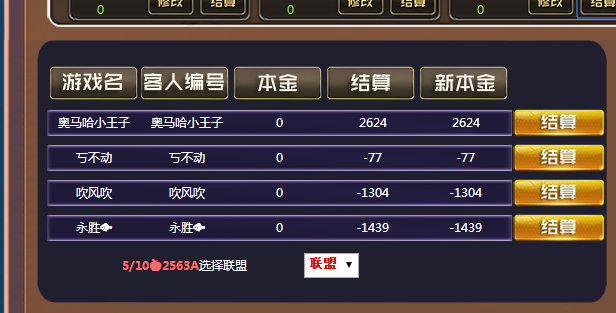 修改 结算 修改 结算 修改 结算
0 0 0
游戏名 客人编号 本金 结算 新本金
奥马哈小王子 奥马哈小王子 0 2624 2624 结算
亏不动 亏不动 0 -77 -77 结算
吹风吹 吹风吹 0 -1304 -1304 结算
永胜🐟 永胜🐟 0 -1439 -1439 结算
5/10🍎2563A选择联盟 联盟 ▼